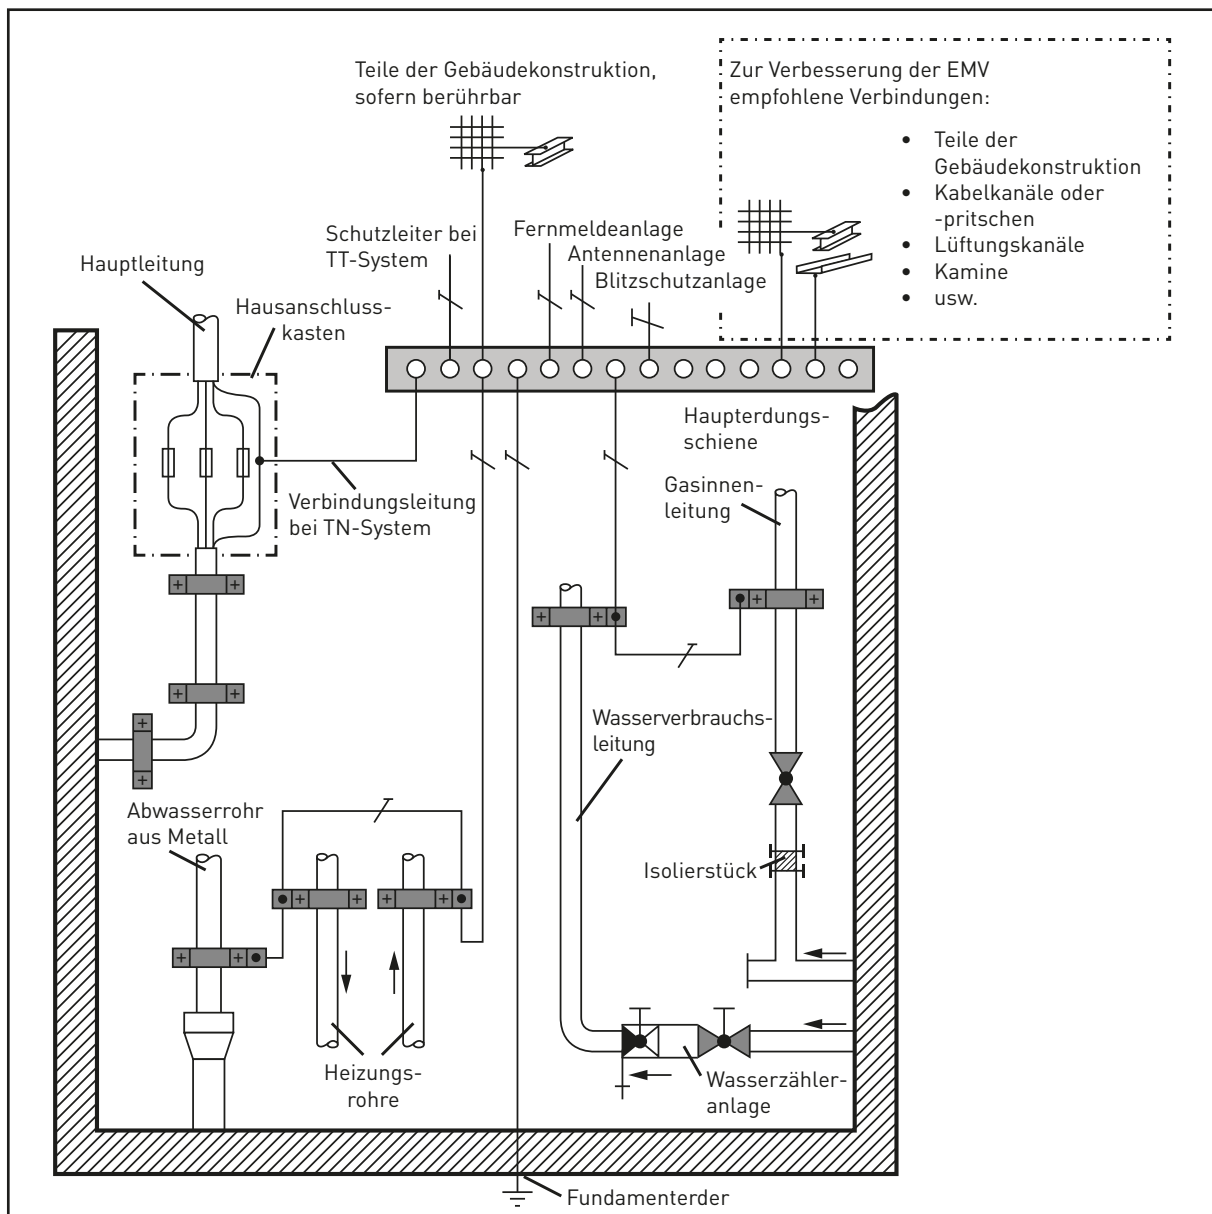 Teile der Gebäudekonstruktion,
sofern berührbar
Zur Verbesserung der EMV
empfohlene Verbindungen:
• Teile der
Gebäudekonstruktion
• Kabelkanäle oder
-pritschen
• Lüftungskanäle
• Kamine
• usw.
Schutzleiter bei
TT-System
Fernmeldeanlage
Antennenanlage
Blitzschutzanlage
Hauptleitung
Hausanschluss-
kasten
Haupterdungs-
schiene
Verbindungsleitung
bei TN-System
Gasinnen-
leitung
Wasserverbrauchs-
leitung
Abwasserrohr
aus Metall
Isolierstück
Heizungs-
rohre
Wasserzähler-
anlage
Fundamenterder